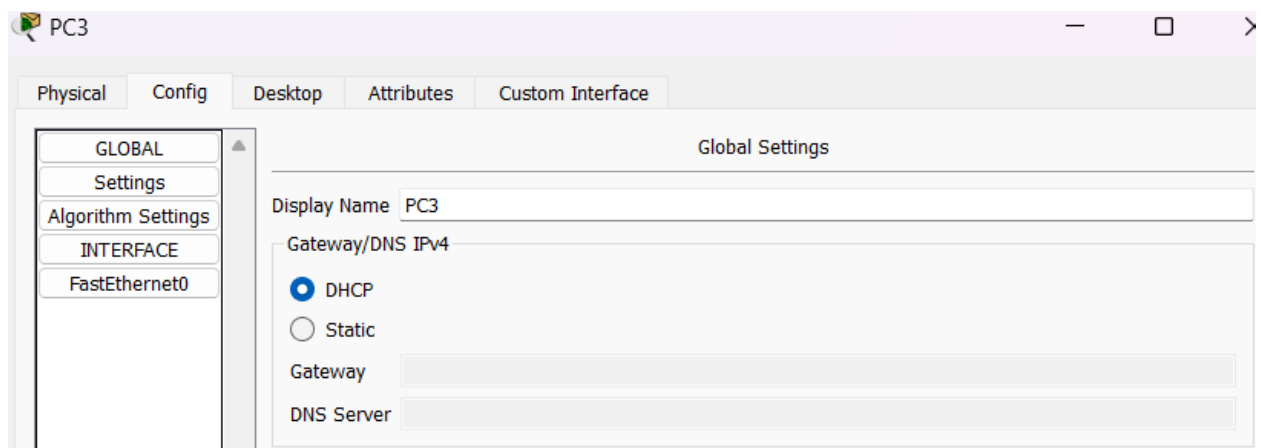 PC3
Physical Config Desktop Attributes Custom Interface
GLOBAL
Settings
Algorithm Settings
INTERFACE
FastEthernet0
Global Settings
Display Name PC3
Gateway/DNS IPv4
DHCP
Static
Gateway
DNS Server